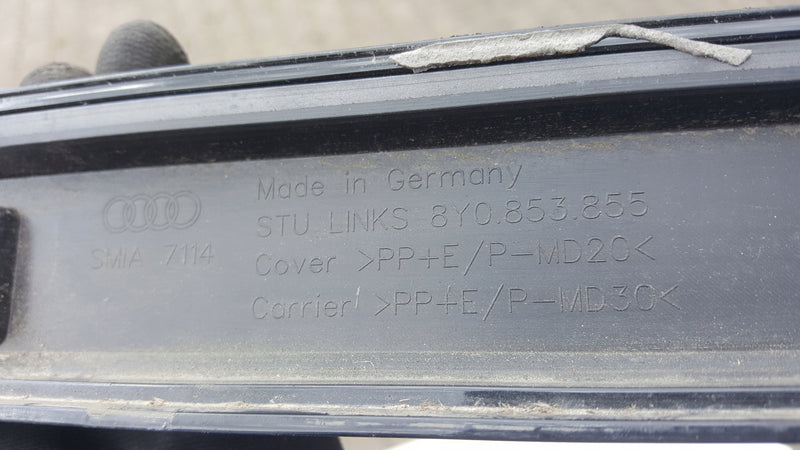 Made in Germany
STU LINKS 8Y0.853.855
SMIA 7114
Cover >PP+E/P-MD20<
Carrier >PP+E/P-MD30<